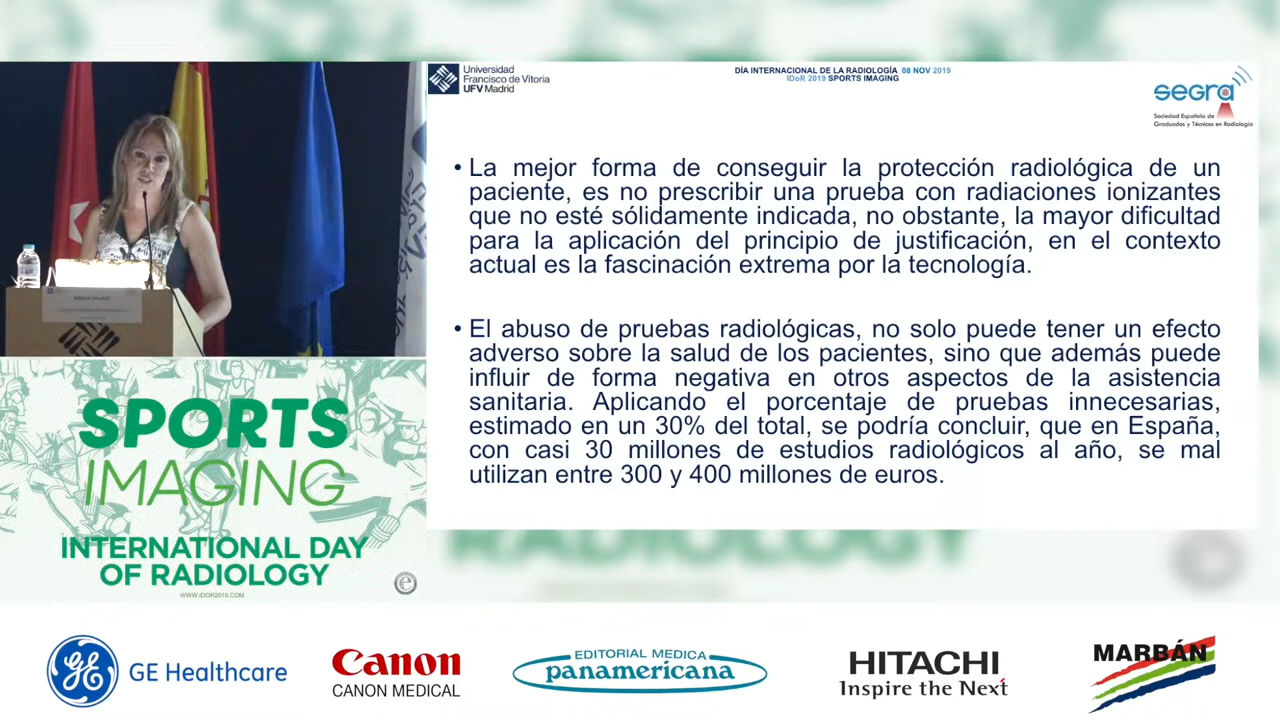 Universidad
Francisco de Vitoria
UFV Madrid
DÍA INTERNACIONAL DE LA RADIOLOGÍA 08 NOV 2019
IDoR 2019 SPORTS IMAGING
segra
Sociedad Española de
Graduados y Técnicos en Radiología
• La mejor forma de conseguir la protección radiológica de un
paciente, es no prescribir una prueba con radiaciones ionizantes
que no esté sólidamente indicada, no obstante, la mayor dificultad
para la aplicación del principio de justificación, en el contexto
actual es la fascinación extrema por la tecnología.
• El abuso de pruebas radiológicas, no solo puede tener un efecto
adverso sobre la salud de los pacientes, sino que además puede
influir de forma negativa en otros aspectos de la asistencia
sanitaria. Aplicando el porcentaje de pruebas innecesarias,
estimado en un 30% del total, se podría concluir, que en España,
con casi 30 millones de estudios radiológicos al año, se mal
utilizan entre 300 y 400 millones de euros.
SPORTS
IMAGING
INTERNATIONAL DAY
OF RADIOLOGY
WWW.IDOR2019.COM
RADIOLOGY
GE GE Healthcare
Canon
CANON MEDICAL
EDITORIAL MEDICA
panamericana
HITACHI
Inspire the Next
MARBÁN